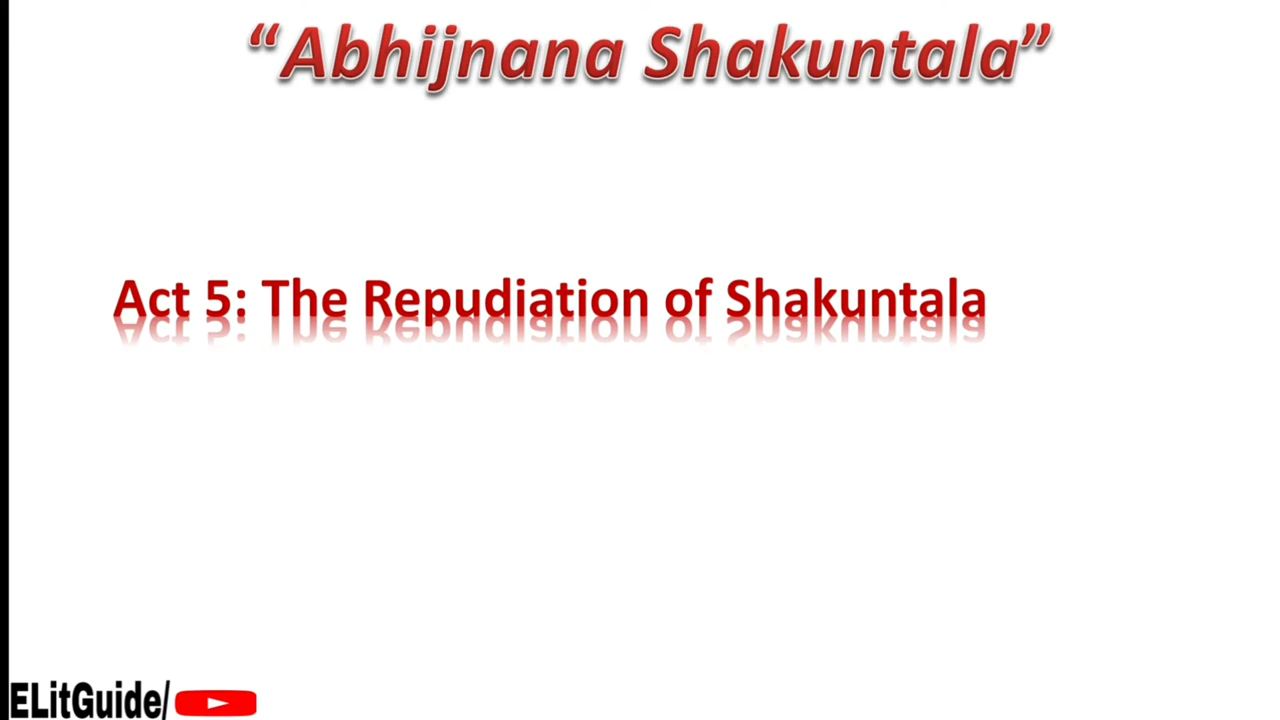 “Abhijnana Shakuntala”
Act 5: The Repudiation of Shakuntala
ELitGuide/